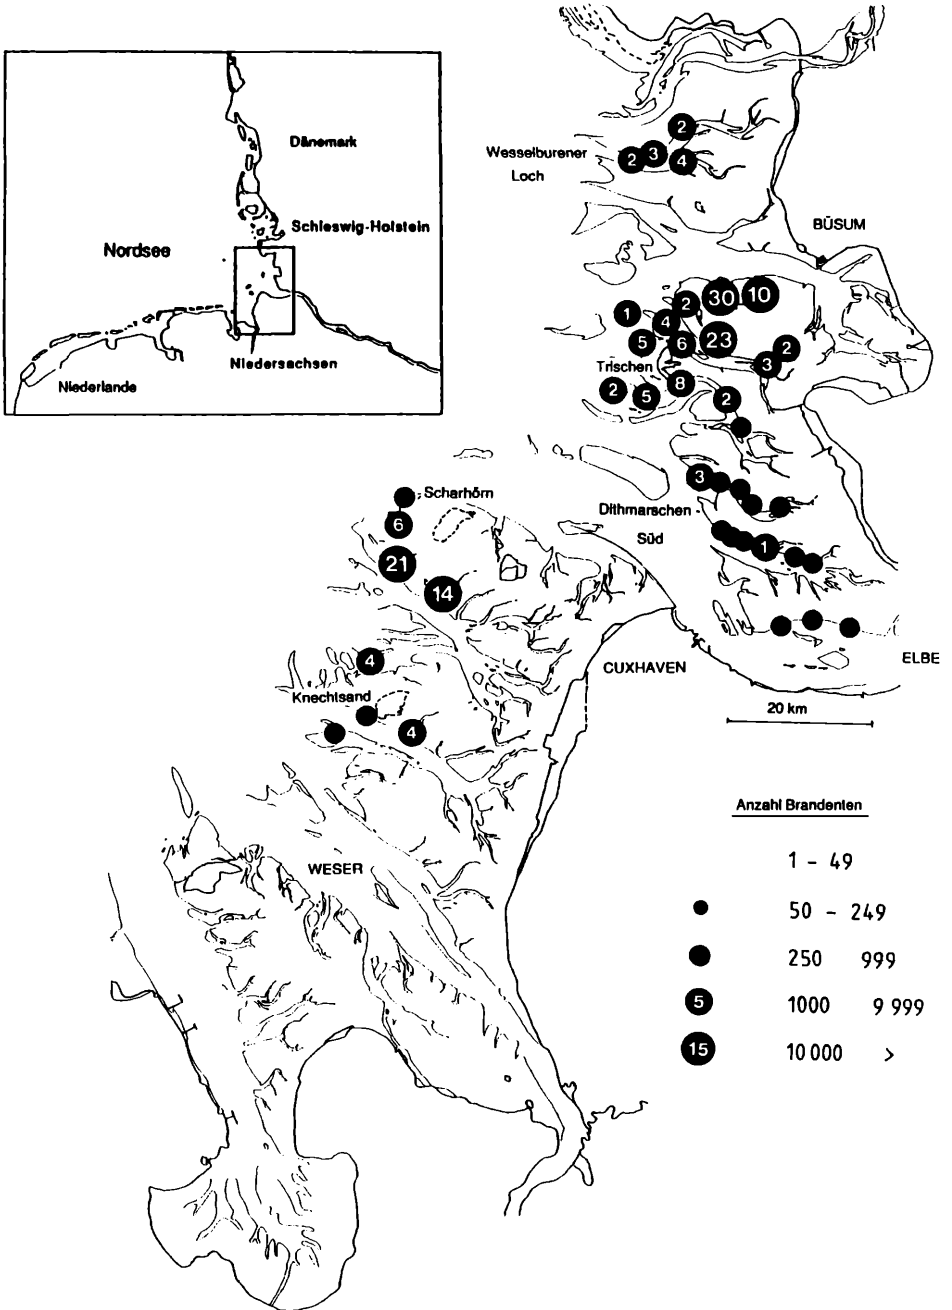 Dänemark
Schleswig-Holstein
Nordsee
Niedersachsen
Niederlande
Wesselburener
Loch
2
3
2
4
BÜSUM
30
10
2
1
4
23
5
6
2
3
Trischen
8
2
5
2
3
Dithmarschen
Süd
1
Scharhörn
6
21
14
4
Knechtsand
4
CUXHAVEN
ELBE
20 km
WESER
Anzahl Brandenten
1 - 49
50 - 249
250 999
5 1000 9 999
15 10 000 >